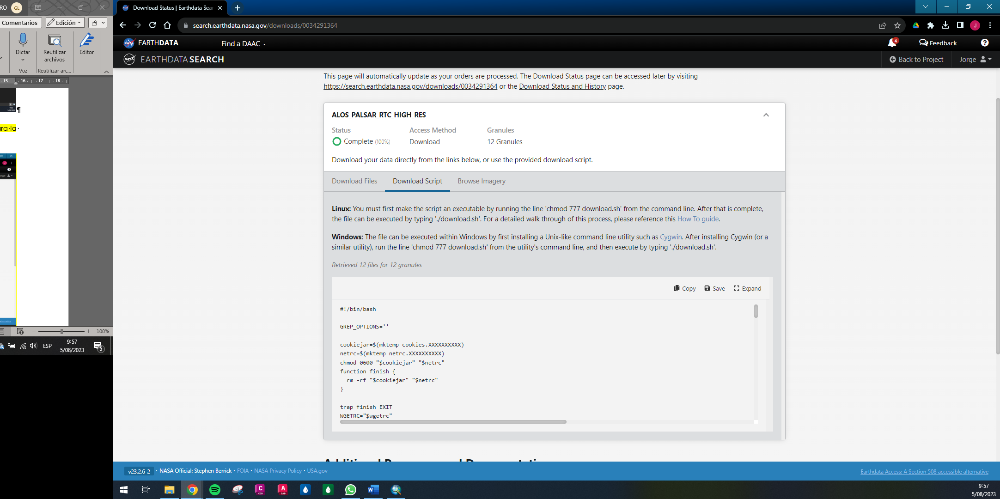 RO GL
Comentarios Edición
Dictar
Reutilizar archivos
Editor
Voz Reutilizar arc...
15 16 17 18
¶
ara·la·
100%
ESP 9:57
5/08/2023 5
Download Status | Earthdata Sear
search.earthdata.nasa.gov/downloads/0034291364 J
EARTHDATA Find a DAAC 4 Feedback ?
EARTHDATA SEARCH Back to Project Jorge
This page will automatically update as your orders are processed. The Download Status page can be accessed later by visiting
https://search.earthdata.nasa.gov/downloads/0034291364 or the Download Status and History page.
ALOS_PALSAR_RTC_HIGH_RES
Status Access Method Granules
Complete (100%) Download 12 Granules
Download your data directly from the links below, or use the provided download script.
Download Files Download Script Browse Imagery
Linux: You must first make the script an executable by running the line 'chmod 777 download.sh' from the command line. After that is complete,
the file can be executed by typing './download.sh'. For a detailed walk through of this process, please reference this How To guide.
Windows: The file can be executed within Windows by first installing a Unix-like command line utility such as Cygwin. After installing Cygwin (or a
similar utility), run the line 'chmod 777 download.sh' from the utility's command line, and then execute by typing './download.sh'.
Retrieved 12 files for 12 granules
Copy Save Expand
#!/bin/bash
GREP_OPTIONS=''
cookiejar=$(mktemp cookies.XXXXXXXXXX)
netrc=$(mktemp netrc.XXXXXXXXXX)
chmod 0600 "$cookiejar" "$netrc"
function finish {
rm -rf "$cookiejar" "$netrc"
}
trap finish EXIT
WGETRC="$wgetrc"
v23.2.6-2 · NASA Official: Stephen Berrick · FOIA · NASA Privacy Policy · USA.gov
Earthdata Access: A Section 508 accessible alternative
9:57
5/08/2023